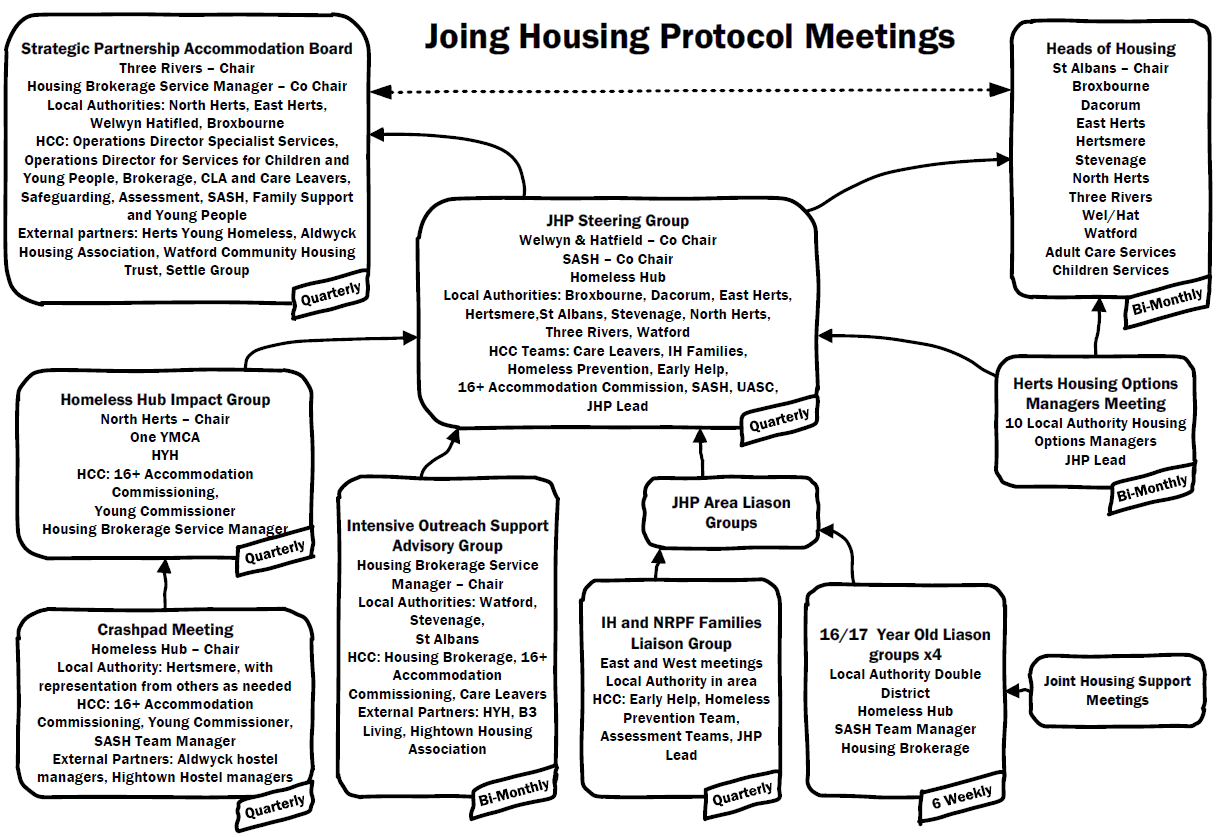 Joing Housing Protocol Meetings
Strategic Partnership Accommodation Board
Three Rivers – Chair
Housing Brokerage Service Manager – Co Chair
Local Authorities: North Herts, East Herts,
Welwyn Hatifled, Broxbourne
HCC: Operations Director Specialist Services,
Operations Director for Services for Children and
Young People, Brokerage, CLA and Care Leavers,
Safeguarding, Assessment, SASH, Family Support
and Young People
External partners: Herts Young Homeless, Aldwyck
Housing Association, Watford Community Housing
Trust, Settle Group
Quarterly
Heads of Housing
St Albans – Chair
Broxbourne
Dacorum
East Herts
Hertsmere
Stevenage
North Herts
Three Rivers
Wel/Hat
Watford
Adult Care Services
Children Services
Bi-Monthly
JHP Steering Group
Welwyn & Hatfield – Co Chair
SASH – Co Chair
Homeless Hub
Local Authorities: Broxbourne, Dacorum, East Herts,
Hertsmere,St Albans, Stevenage, North Herts,
Three Rivers, Watford
HCC Teams: Care Leavers, IH Families,
Homeless Prevention, Early Help,
16+ Accommodation Commission, SASH, UASC,
JHP Lead
Quarterly
Homeless Hub Impact Group
North Herts – Chair
One YMCA
HYH
HCC: 16+ Accommodation
Commissioning,
Young Commissioner
Housing Brokerage Service Manager
Quarterly
Herts Housing Options
Managers Meeting
10 Local Authority Housing
Options Managers
JHP Lead
Bi-Monthly
Intensive Outreach Support
Advisory Group
Housing Brokerage Service
Manager – Chair
Local Authorities: Watford,
Stevenage,
St Albans
HCC: Housing Brokerage, 16+
Accommodation
Commissioning, Care Leavers
External Partners: HYH, B3
Living, Hightown Housing
Association
Bi-Monthly
JHP Area Liason
Groups
Crashpad Meeting
Homeless Hub – Chair
Local Authority: Hertsmere, with
representation from others as needed
HCC: 16+ Accommodation
Commissioning, Young Commissioner,
SASH Team Manager
External Partners: Aldwyck hostel
managers, Hightown Hostel managers
Quarterly
IH and NRPF Families
Liaison Group
East and West meetings
Local Authority in area
HCC: Early Help, Homeless
Prevention Team,
Assessment Teams, JHP
Lead
Quarterly
16/17 Year Old Liason
groups x4
Local Authority Double
District
Homeless Hub
SASH Team Manager
Housing Brokerage
6 Weekly
Joint Housing Support
Meetings